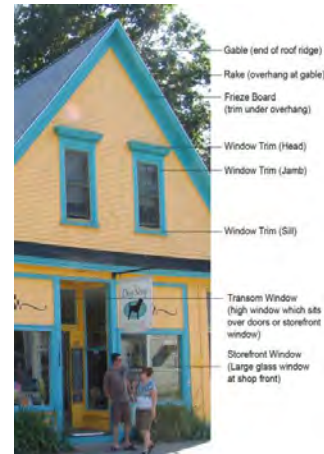 Gable (end of roof ridge)
Rake (overhang at gable)
Frieze Board
(trim under overhang)
Window Trim (Head)
Window Trim (Jamb)
Window Trim (Sill)
Transom Window
(high window which sits
over doors or storefront
window)
Storefront Window
(Large glass window
at shop front)